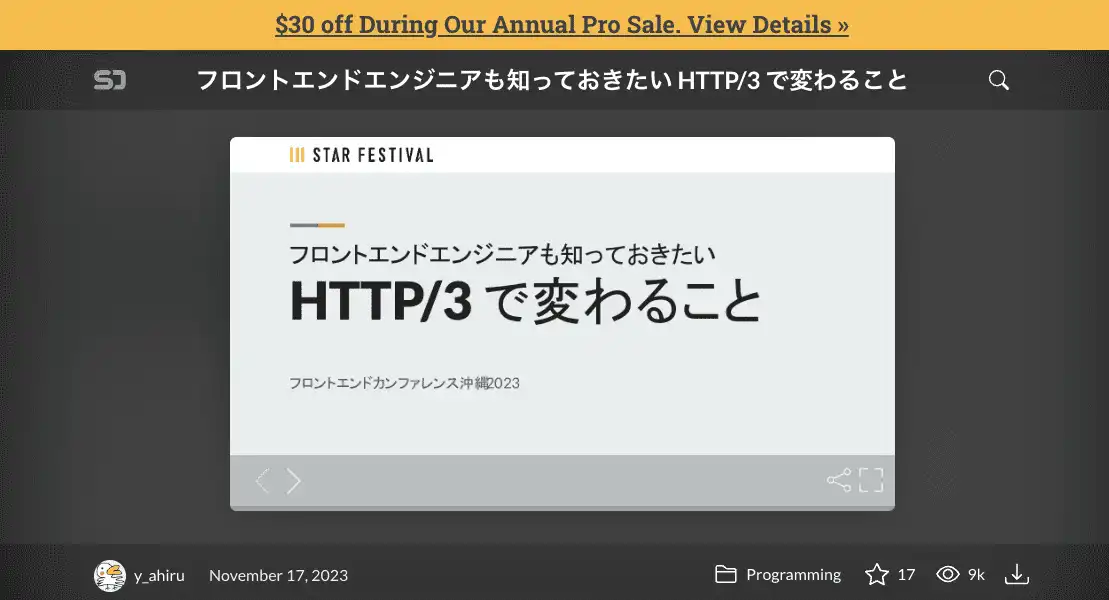 $30 off During Our Annual Pro Sale. View Details »
フロントエンドエンジニアも知っておきたい HTTP/3 で変わること
STAR FESTIVAL
フロントエンドエンジニアも知っておきたい
HTTP/3 で変わること
フロントエンドカンファレンス沖縄2023
y_ahiru November 17, 2023 Programming 17 9k